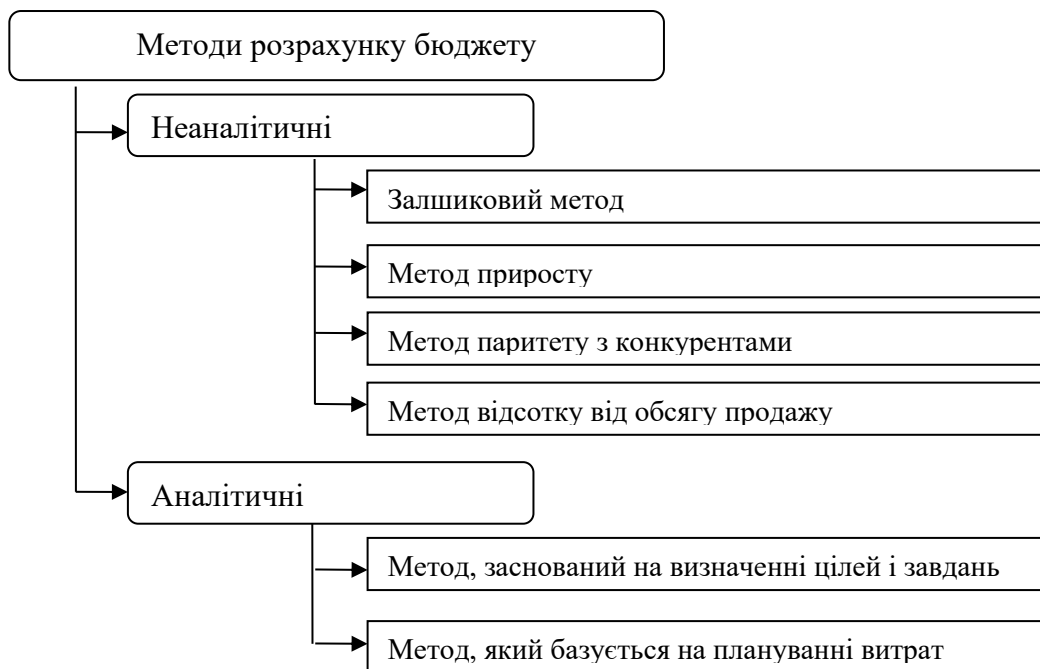 Методи розрахунку бюджету
Неаналітичні
Залшиковий метод
Метод приросту
Метод паритету з конкурентами
Метод відсотку від обсягу продажу
Аналітичні
Метод, заснований на визначенні цілей і завдань
Метод, який базується на плануванні витрат